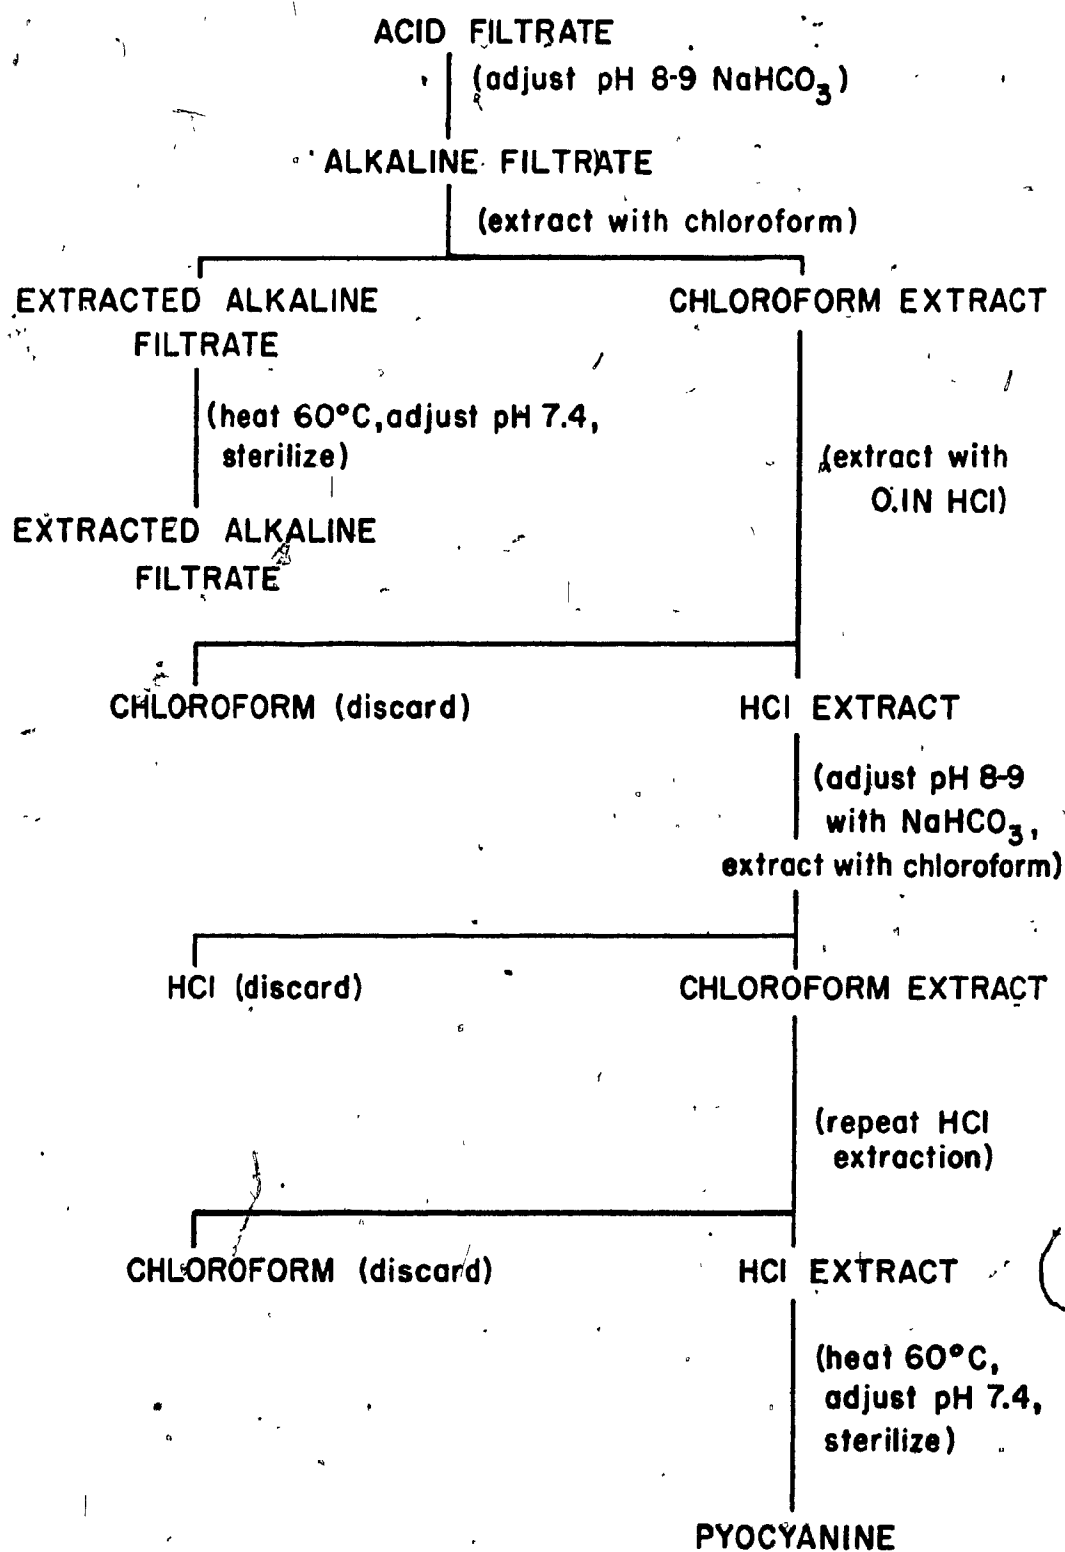 ACID FILTRATE
(adjust pH 8-9 NaHCO₃)
ALKALINE FILTRATE
(extract with chloroform)
EXTRACTED ALKALINE
FILTRATE
CHLOROFORM EXTRACT
(heat 60°C, adjust pH 7.4,
sterilize)
(extract with
0.1N HCl)
EXTRACTED ALKALINE
FILTRATE
CHLOROFORM (discard)
HCl EXTRACT
(adjust pH 8-9
with NaHCO₃,
extract with chloroform)
HCl (discard)
CHLOROFORM EXTRACT
(repeat HCl
extraction)
CHLOROFORM (discard)
HCl EXTRACT
(heat 60°C,
adjust pH 7.4,
sterilize)
PYOCYANINE